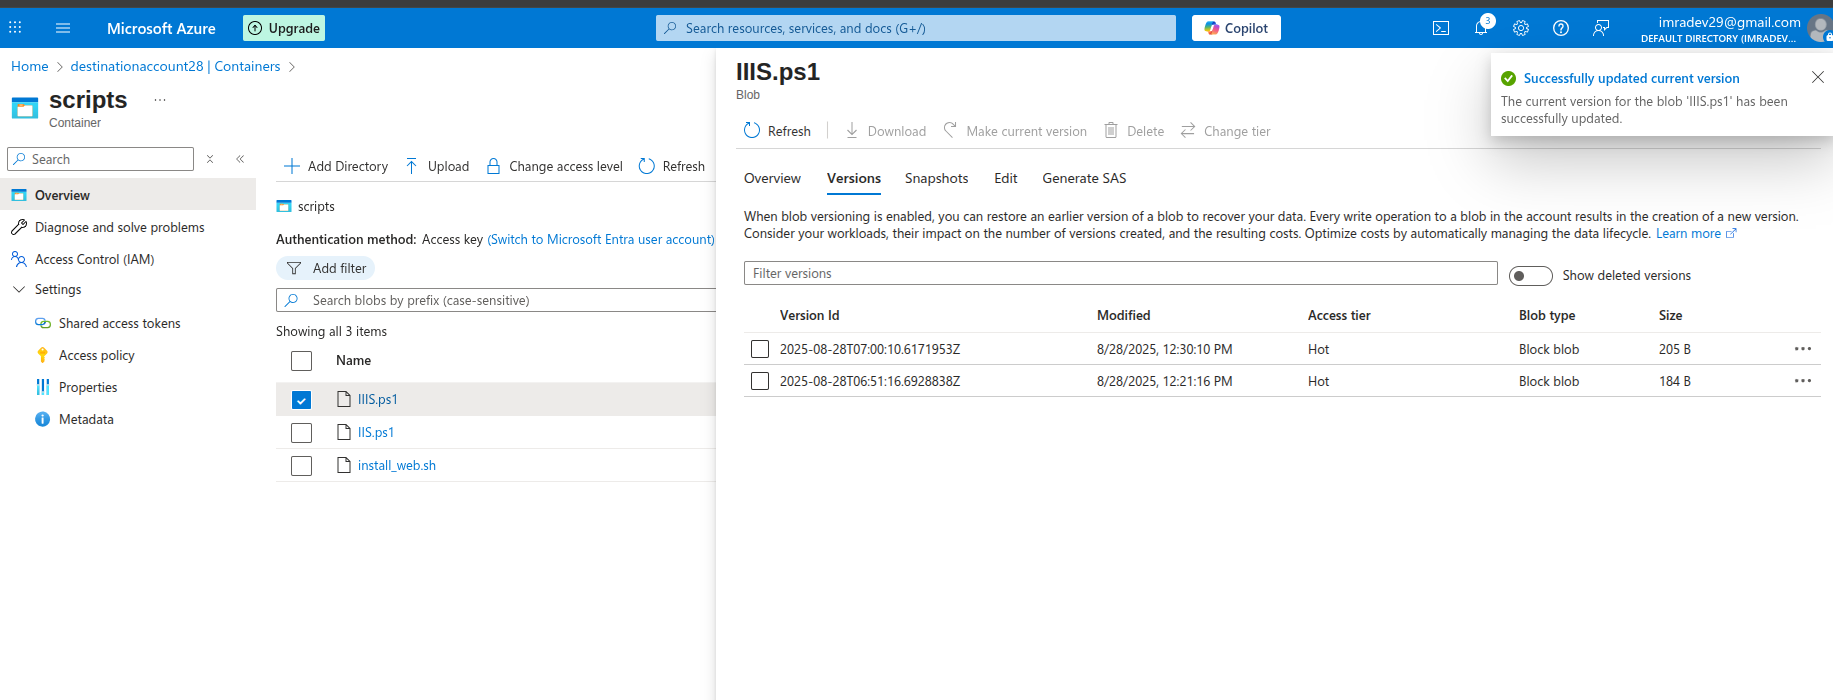 Microsoft Azure
Upgrade
Search resources, services, and docs (G+/)
Copilot
3
imradev29@gmail.com
DEFAULT DIRECTORY (IMRADEV...
Home > destinationaccount28 | Containers >
scripts ...
Container
Search
Overview
Diagnose and solve problems
Access Control (IAM)
Settings
Shared access tokens
Access policy
Properties
Metadata
Add Directory Upload Change access level Refresh
scripts
Authentication method: Access key (Switch to Microsoft Entra user account)
Add filter
Search blobs by prefix (case-sensitive)
Showing all 3 items
Name
IIIS.ps1
IIS.ps1
install_web.sh
IIIS.ps1
Blob
Refresh Download Make current version Delete Change tier
Successfully updated current version
The current version for the blob 'IIIS.ps1' has been
successfully updated.
Overview Versions Snapshots Edit Generate SAS
When blob versioning is enabled, you can restore an earlier version of a blob to recover your data. Every write operation to a blob in the account results in the creation of a new version.
Consider your workloads, their impact on the number of versions created, and the resulting costs. Optimize costs by automatically managing the data lifecycle. Learn more
Filter versions
Show deleted versions
Version Id Modified Access tier Blob type Size
2025-08-28T07:00:10.6171953Z 8/28/2025, 12:30:10 PM Hot Block blob 205 B ...
2025-08-28T06:51:16.6928838Z 8/28/2025, 12:21:16 PM Hot Block blob 184 B ...